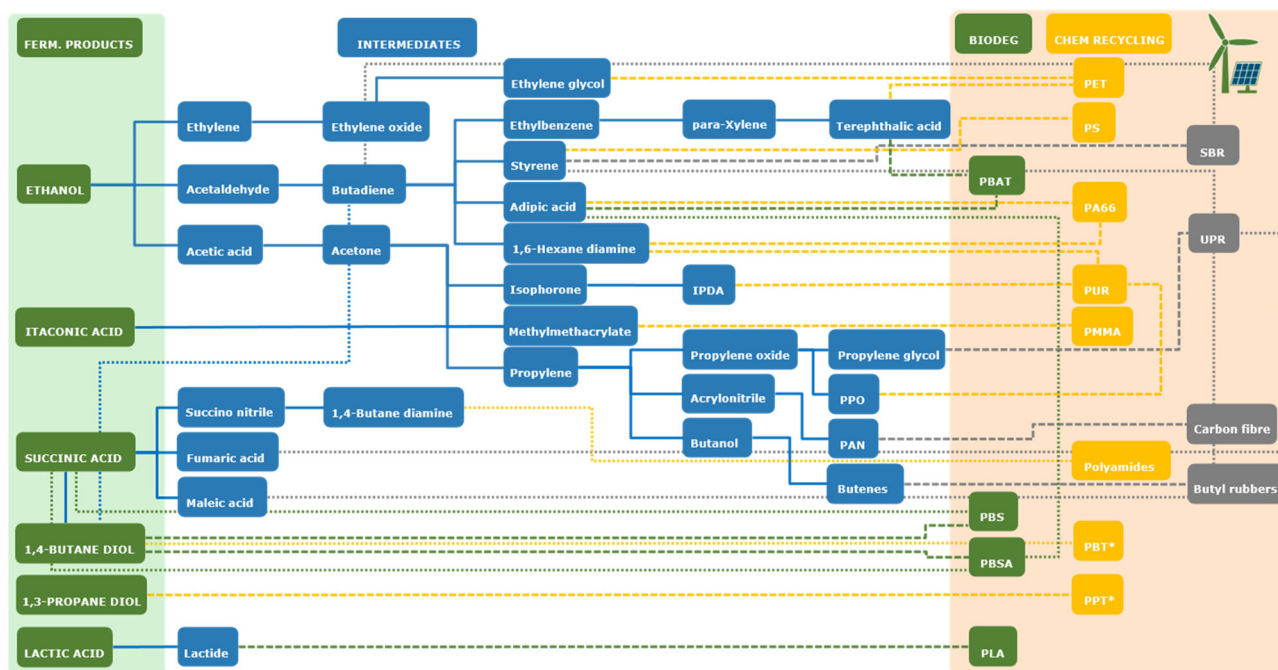 FERM. PRODUCTS
INTERMEDIATES
BIODEG
CHEM RECYCLING
Ethylene glycol
PET
Ethylene
Ethylene oxide
Ethylbenzene
para-Xylene
Terephthalic acid
PS
SBR
Styrene
ETHANOL
Acetaldehyde
Butadiene
PBAT
Adipic acid
PA66
Acetic acid
Acetone
1,6-Hexane diamine
UPR
Isophorone
IPDA
PUR
ITACONIC ACID
Methylmethacrylate
PMMA
Propylene oxide
Propylene glycol
Propylene
Acrylonitrile
PPO
Succino nitrile
1,4-Butane diamine
Carbon fibre
Butanol
PAN
SUCCINIC ACID
Fumaric acid
Polyamides
Butenes
Butyl rubbers
Maleic acid
PBS
1,4-BUTANE DIOL
PBT*
PBSA
1,3-PROPANE DIOL
PPT*
LACTIC ACID
Lactide
PLA